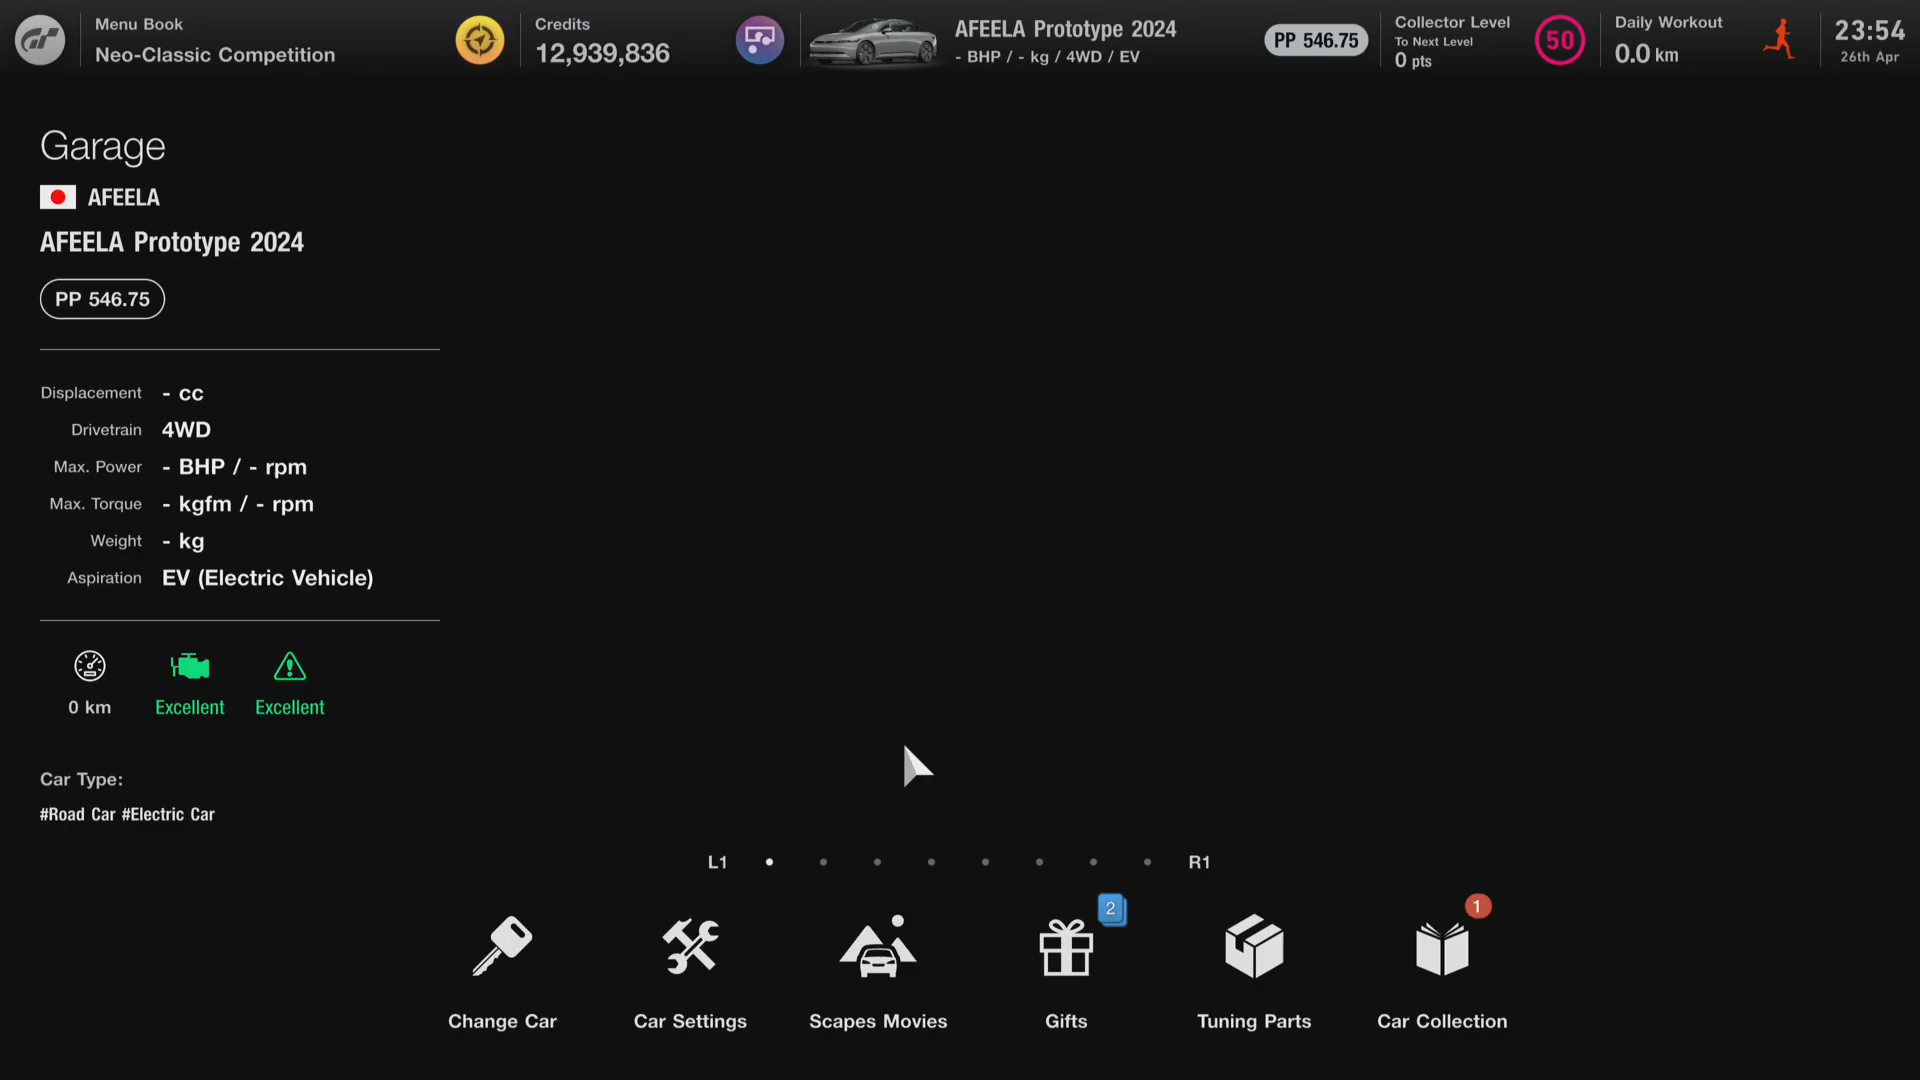 Menu Book
Neo-Classic Competition
Credits
12,939,836
AFEELA Prototype 2024
- BHP / - kg / 4WD / EV
PP 546.75
Collector Level
To Next Level
0 pts
50
Daily Workout
0.0 km
23:54
26th Apr
Garage
AFEELA
AFEELA Prototype 2024
PP 546.75
Displacement - cc
Drivetrain 4WD
Max. Power - BHP / - rpm
Max. Torque - kgfm / - rpm
Weight - kg
Aspiration EV (Electric Vehicle)
0 km
Excellent
Excellent
Car Type:
#Road Car #Electric Car
L1
R1
2
1
Change Car
Car Settings
Scapes Movies
Gifts
Tuning Parts
Car Collection